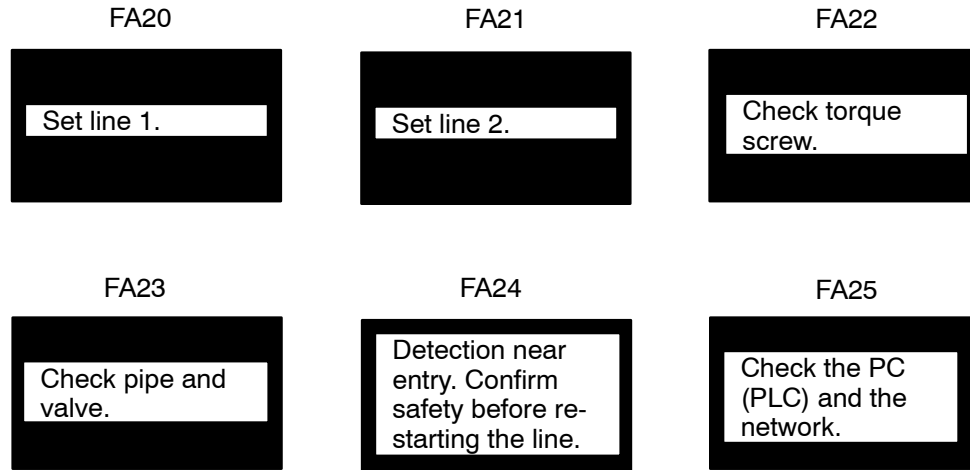 FA20
FA21
FA22
Set line 1.
Set line 2.
Check torque
screw.
FA23
FA24
FA25
Check pipe and
valve.
Detection near
entry. Confirm
safety before re-
starting the line.
Check the PC
(PLC) and the
network.